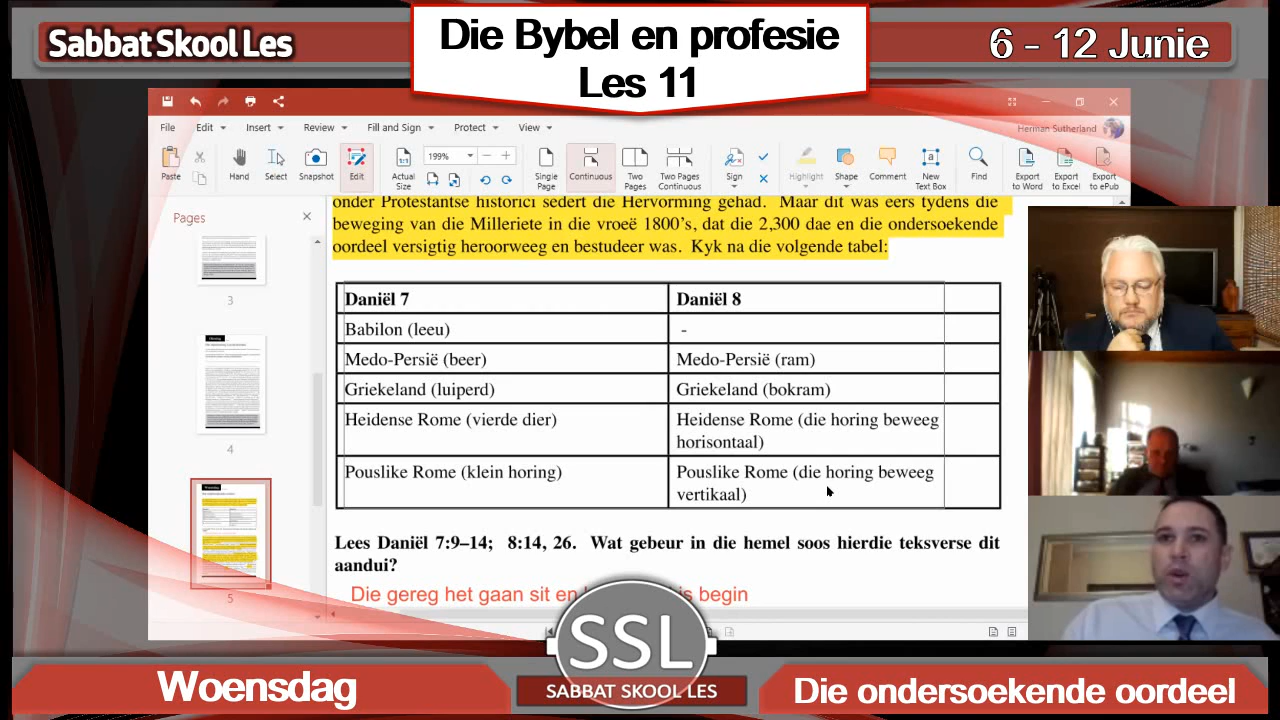 Sabbat Skool Les
Die Bybel en profesie
Les 11
6 - 12 Junie
File Edit Insert Review Fill and Sign Protect View
Herman Sutherland
Paste
Hand
Select
Snapshot
Edit
Actual Size
199%
Single Page
Continuous
Two Pages
Two Pages Continuous
Sign
Highlight
Shape
Comment
New Text Box
Find
Export to Word
Export to Excel
Export to ePub
Pages
3
4
5
onder Protestantse historici sedert die Hervorming gehad. Maar dit was eers tydens die
beweging van die Milleriete in die vroeë 1800's, dat die 2,300 dae en die ondersoekende
oordeel versigtig heroorweeg en bestudeer was. Kyk na die volgende tabel:
Daniël 7 Daniël 8
Babilon (leeu) -
Medo-Persië (beer) Medo-Persië (ram)
Griekeland (luiperd) Griekeland (bokram)
Heidense Rome (vierde dier) Heidense Rome (die horing beweeg
horisontaal)
Pouslike Rome (klein horing) Pouslike Rome (die horing beweeg
vertikaal)
Lees Daniël 7:9–14; 8:14, 26. Wat gebeur in die hemel soos hierdie teksverse dit
aandui?
Die gereg het gaan sit en is begin
SSL
SABBAT SKOOL LES
Woensdag
Die ondersoekende oordeel